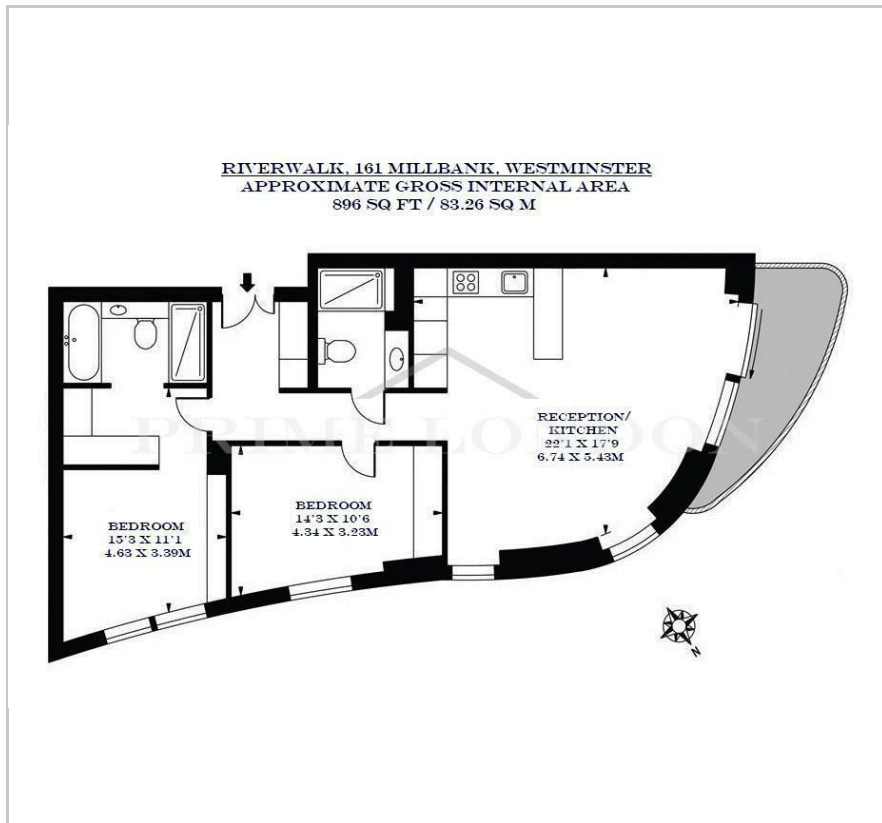 RIVERWALK, 161 MILLBANK, WESTMINSTER
APPROXIMATE GROSS INTERNAL AREA
896 SQ FT / 83.26 SQ M
PRIME LONDON
RECEPTION/
KITCHEN
22'1 X 17'9
6.74 X 5.43M
BEDROOM
14'3 X 10'6
4.34 X 3.23M
BEDROOM
15'3 X 11'1
4.63 X 3.39M
N